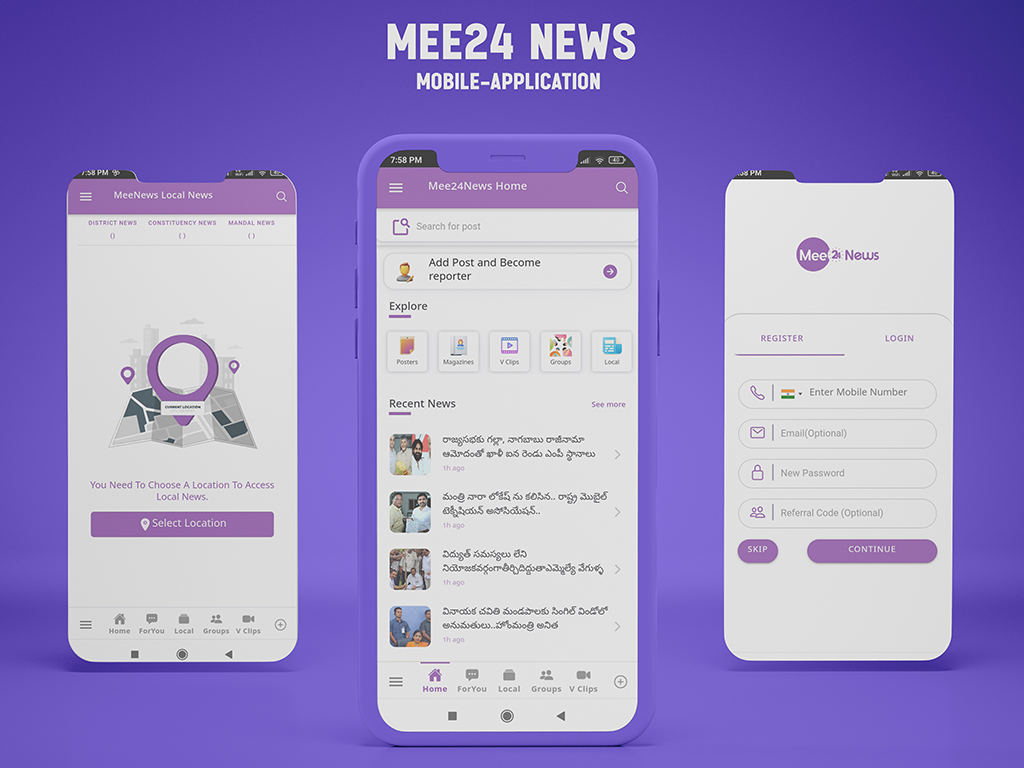 MEE24 NEWS
MOBILE-APPLICATION
7:58 PM
MeeNews Local News
DISTRICT NEWS CONSTITUENCY NEWS MANDAL NEWS
() () ()
CURRENT LOCATION
You Need To Choose A Location To Access
Local News.
Select Location
Home ForYou Local Groups V Clips
7:58 PM
40
Mee24News Home
Search for post
Add Post and Become
reporter
Explore
Posters Magazines V Clips Groups Local
Recent News See more
రాజ్యసభకు గల్లా, నాగబాబు రాజీనామా
ఆమోదంతో ఖాళీ ఐన రెండు ఎంపీ స్థానాలు
1h ago
మంత్రి నారా లోకేష్ ను కలిసిన.. రాష్ట్ర మొబైల్
టెక్నీషియన్ అసోసియేషన్..
1h ago
విద్యుత్ సమస్యలు లేని
నియోజకవర్గంగాతీర్చిదిద్దుతాఎమ్మెల్యే వేగుళ్ళ
1h ago
వినాయక చవితి మండపాలకు సింగిల్ విండోలో
అనుమతులు..హోంమంత్రి అనిత
1h ago
Home ForYou Local Groups V Clips
:58 PM
Mee24 News
REGISTER LOGIN
Enter Mobile Number
Email(Optional)
New Password
Referral Code (Optional)
SKIP CONTINUE